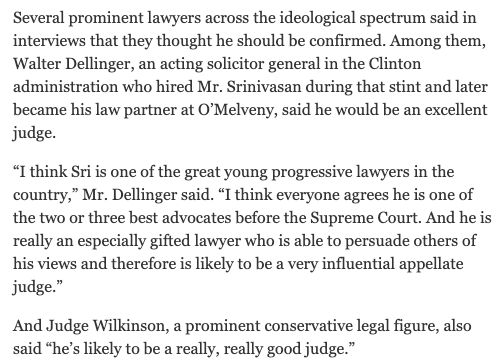 Several prominent lawyers across the ideological spectrum said in
interviews that they thought he should be confirmed. Among them,
Walter Dellinger, an acting solicitor general in the Clinton
administration who hired Mr. Srinivasan during that stint and later
became his law partner at O’Melveny, said he would be an excellent
judge.
“I think Sri is one of the great young progressive lawyers in the
country,” Mr. Dellinger said. “I think everyone agrees he is one of
the two or three best advocates before the Supreme Court. And he is
really an especially gifted lawyer who is able to persuade others of
his views and therefore is likely to be a very influential appellate
judge.”
And Judge Wilkinson, a prominent conservative legal figure, also
said “he’s likely to be a really, really good judge.”